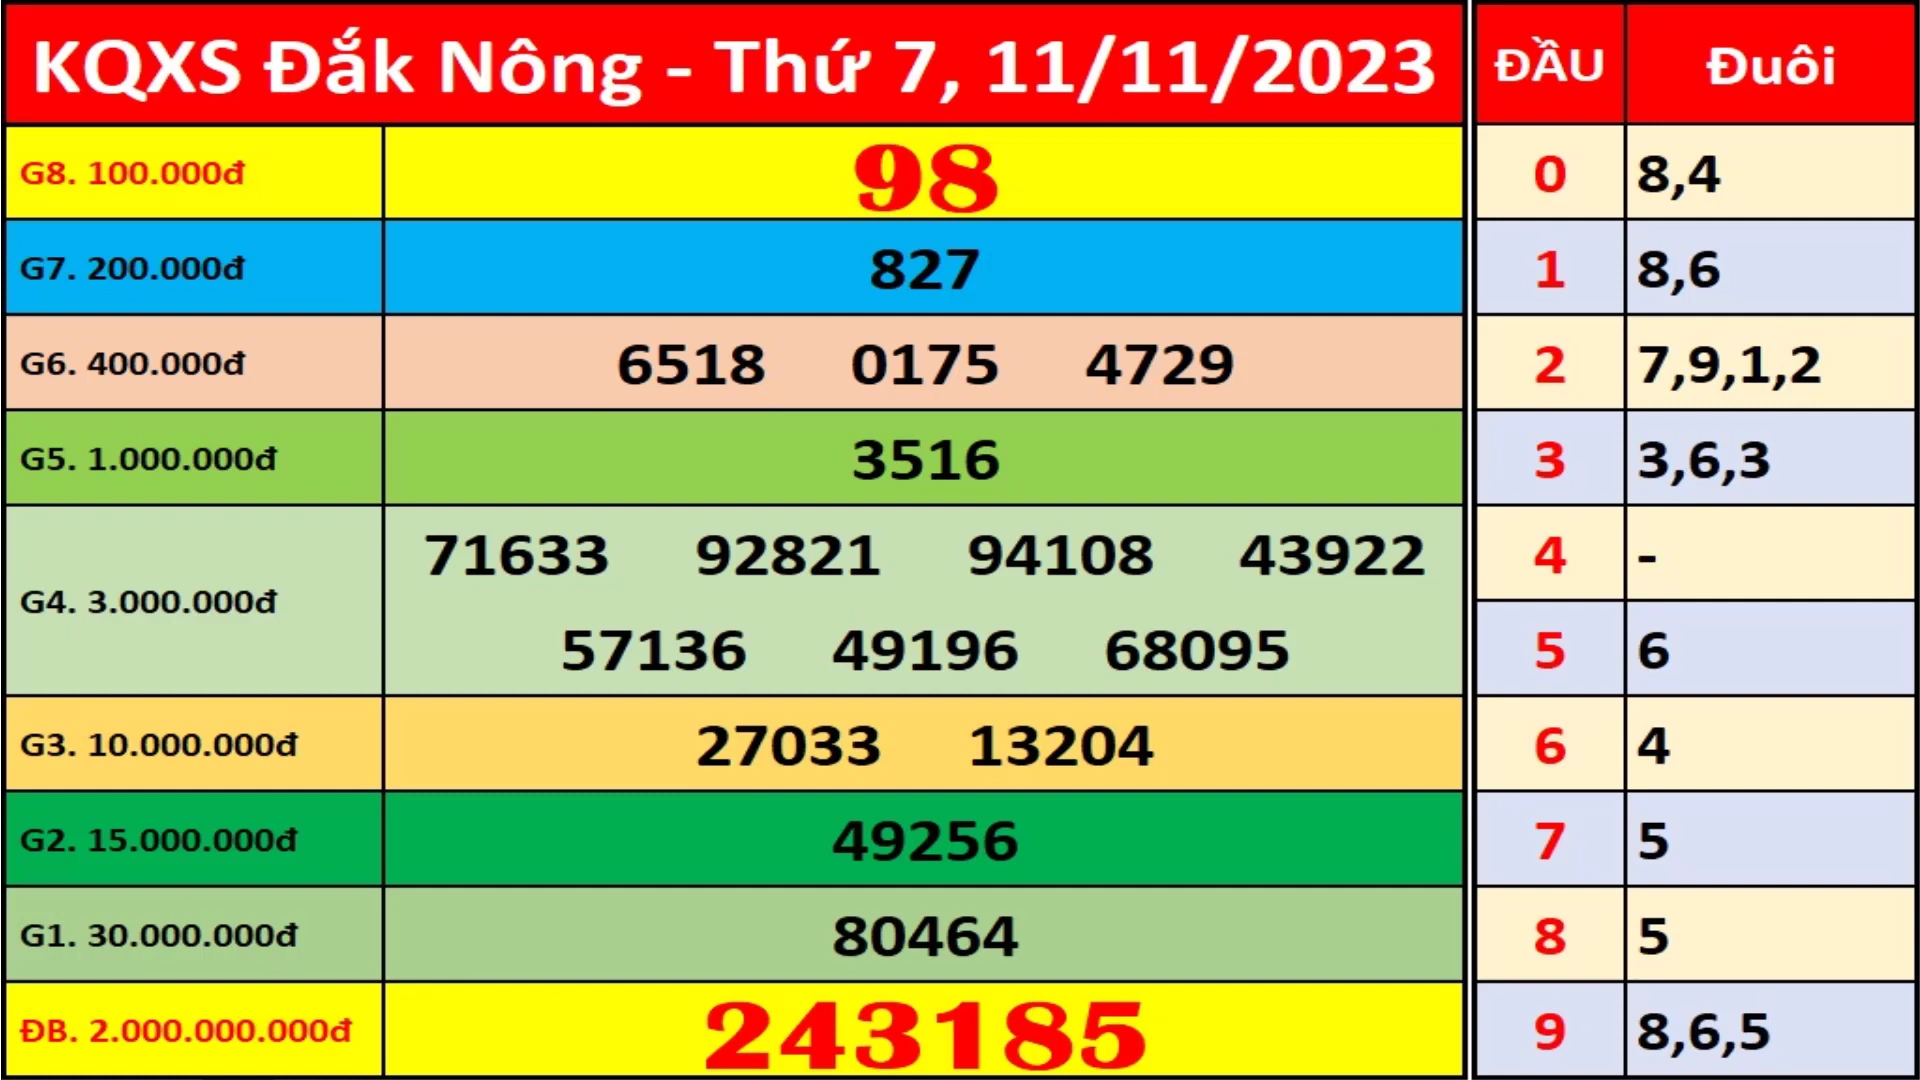 KQXS Đắk Nông - Thứ 7, 11/11/2023
G8. 100.000đ 98
G7. 200.000đ 827
G6. 400.000đ 6518 0175 4729
G5. 1.000.000đ 3516
G4. 3.000.000đ 71633 92821 94108 43922
57136 49196 68095
G3. 10.000.000đ 27033 13204
G2. 15.000.000đ 49256
G1. 30.000.000đ 80464
ĐB. 2.000.000.000đ 243185
ĐẦU Đuôi
0 8,4
1 8,6
2 7,9,1,2
3 3,6,3
4 -
5 6
6 4
7 5
8 5
9 8,6,5